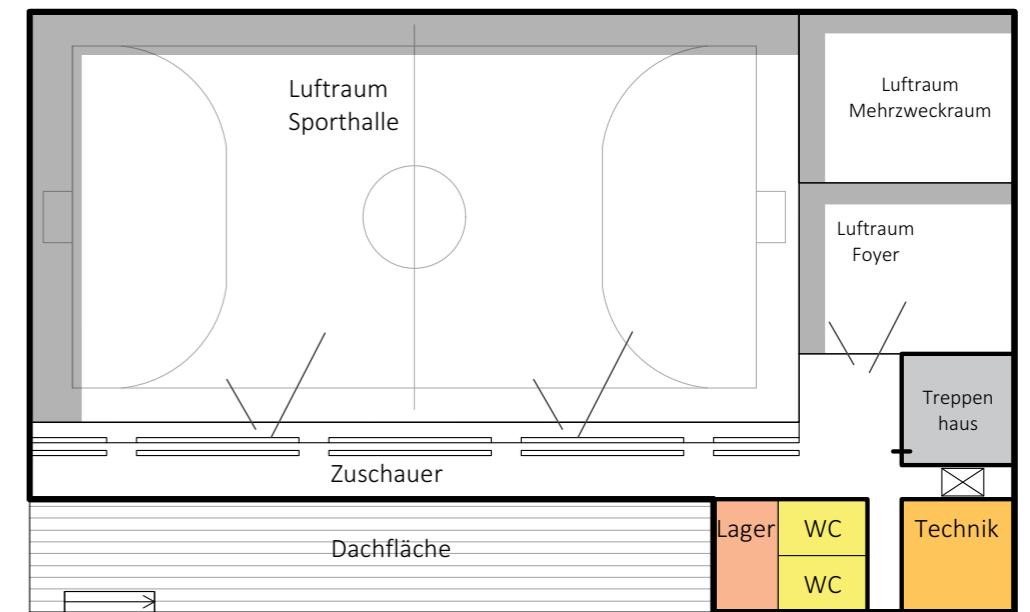 Luftraum
Sporthalle
Luftraum
Mehrzweckraum
Luftraum
Foyer
Treppen
haus
Zuschauer
Dachfläche
Lager
WC
WC
Technik